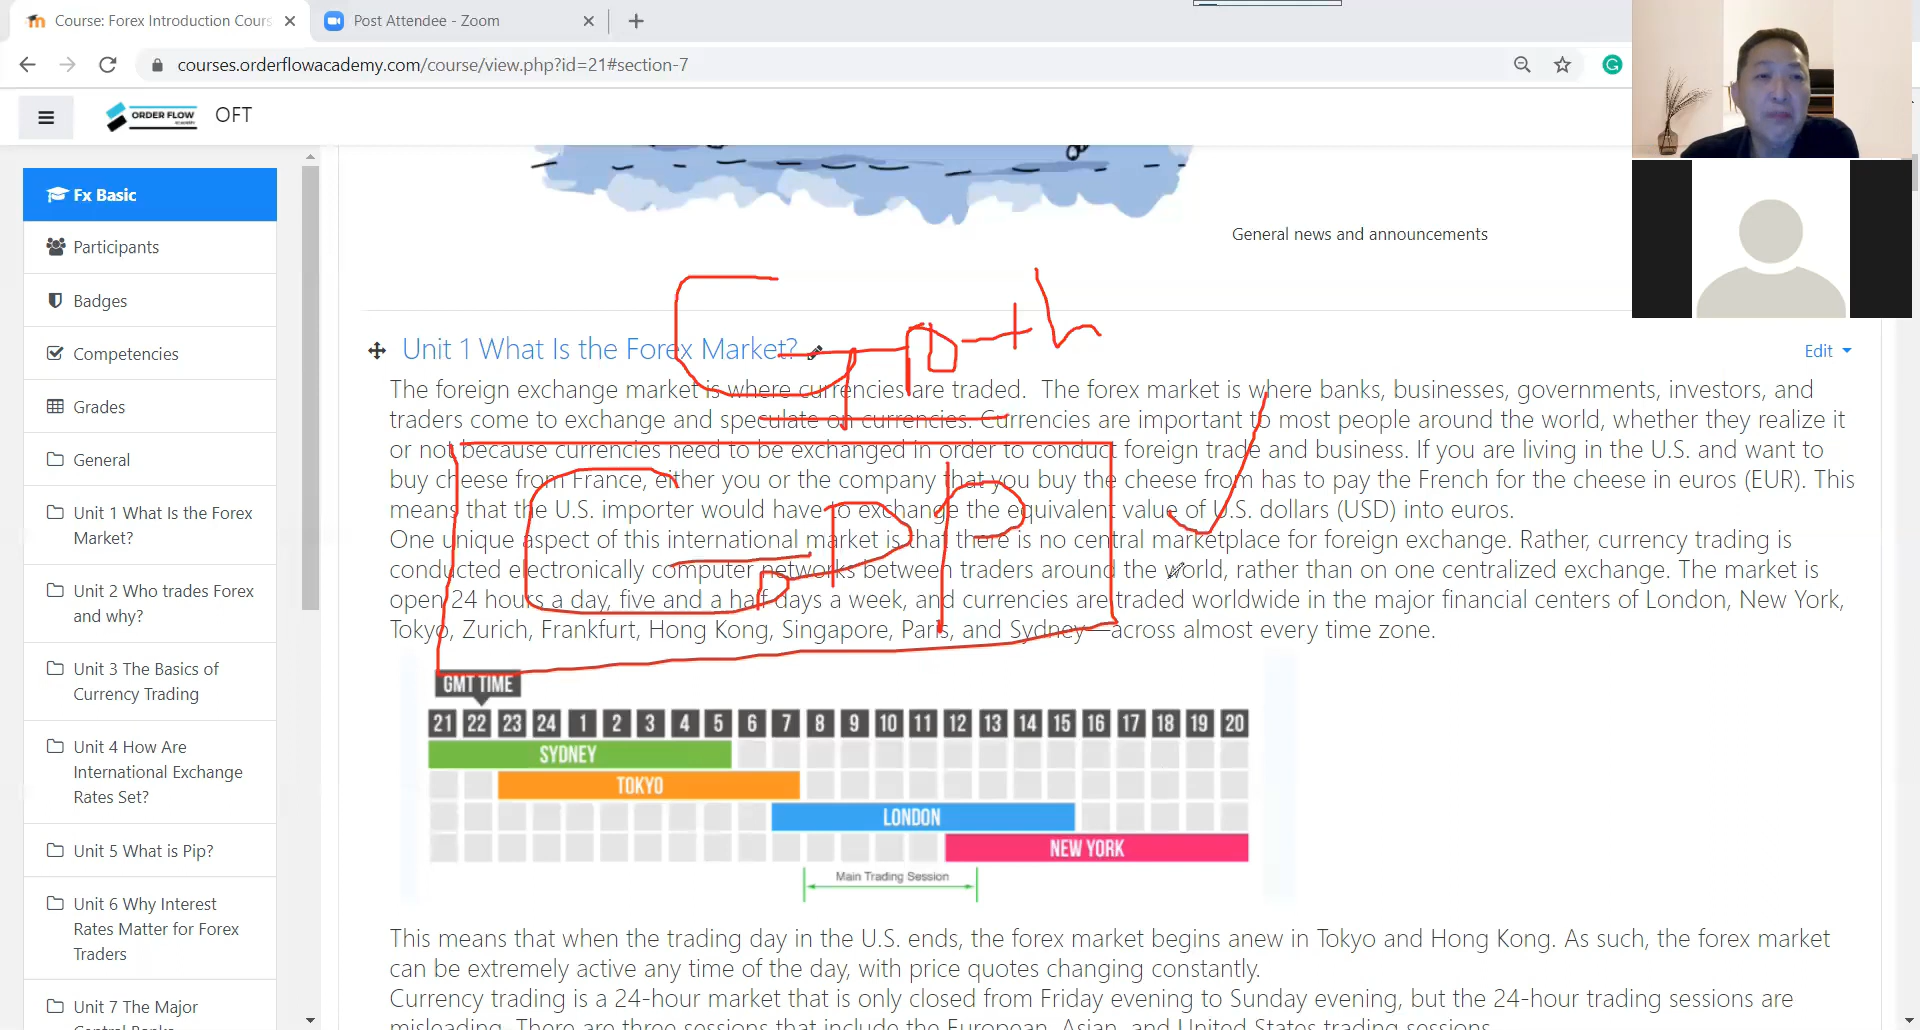 Course: Forex Introduction Cours
Post Attendee - Zoom
courses.orderflowacademy.com/course/view.php?id=21#section-7
ORDER FLOW
ACADEMY
OFT
Fx Basic
Participants
Badges
Competencies
Grades
General
Unit 1 What Is the Forex
Market?
Unit 2 Who trades Forex
and why?
Unit 3 The Basics of
Currency Trading
Unit 4 How Are
International Exchange
Rates Set?
Unit 5 What is Pip?
Unit 6 Why Interest
Rates Matter for Forex
Traders
Unit 7 The Major
Central Banks
General news and announcements
Unit 1 What Is the Forex Market?
Edit
The foreign exchange market is where currencies are traded. The forex market is where banks, businesses, governments, investors, and
traders come to exchange and speculate on currencies. Currencies are important to most people around the world, whether they realize it
or not because currencies need to be exchanged in order to conduct foreign trade and business. If you are living in the U.S. and want to
buy cheese from France, either you or the company that you buy the cheese from has to pay the French for the cheese in euros (EUR). This
means that the U.S. importer would have to exchange the equivalent value of U.S. dollars (USD) into euros.
One unique aspect of this international market is that there is no central marketplace for foreign exchange. Rather, currency trading is
conducted electronically computer networks between traders around the world, rather than on one centralized exchange. The market is
open 24 hours a day, five and a half days a week, and currencies are traded worldwide in the major financial centers of London, New York,
Tokyo, Zurich, Frankfurt, Hong Kong, Singapore, Paris, and Sydney—across almost every time zone.
GMT TIME
21 22 23 24 1 2 3 4 5 6 7 8 9 10 11 12 13 14 15 16 17 18 19 20
SYDNEY
TOKYO
LONDON
NEW YORK
Main Trading Session
This means that when the trading day in the U.S. ends, the forex market begins anew in Tokyo and Hong Kong. As such, the forex market
can be extremely active any time of the day, with price quotes changing constantly.
Currency trading is a 24-hour market that is only closed from Friday evening to Sunday evening, but the 24-hour trading sessions are
misleading. There are three sessions that include the European, Asian, and United States trading sessions.